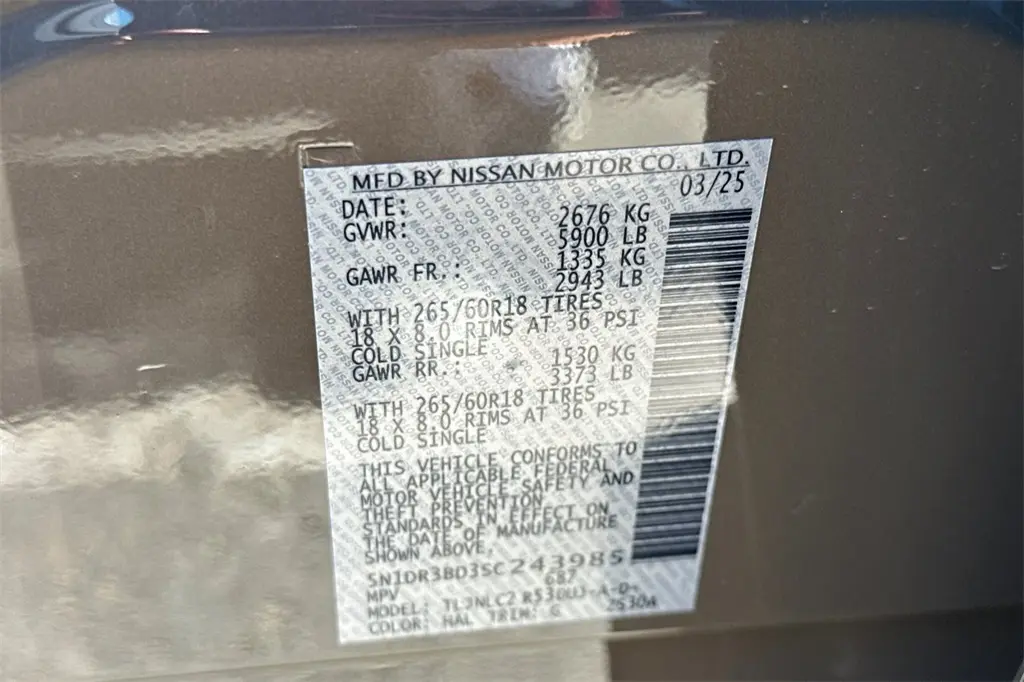 MFD BY NISSAN MOTOR CO., LTD.
DATE: 03/25
GVWR: 2676 KG
5900 LB
GAWR FR.: 1335 KG
2943 LB
WITH 265/60R18 TIRES
18 X 8.0 RIMS AT 36 PSI
COLD SINGLE
GAWR RR.: 1530 KG
3373 LB
WITH 265/60R18 TIRES
18 X 8.0 RIMS AT 36 PSI
COLD SINGLE
THIS VEHICLE CONFORMS TO
ALL APPLICABLE FEDERAL
MOTOR VEHICLE SAFETY AND
THEFT PREVENTION
STANDARDS IN EFFECT ON
THE DATE OF MANUFACTURE
SHOWN ABOVE.
5N1DR3BD3SC243985
MPV 687
MODEL:
COLOR: HAL TRIM: G